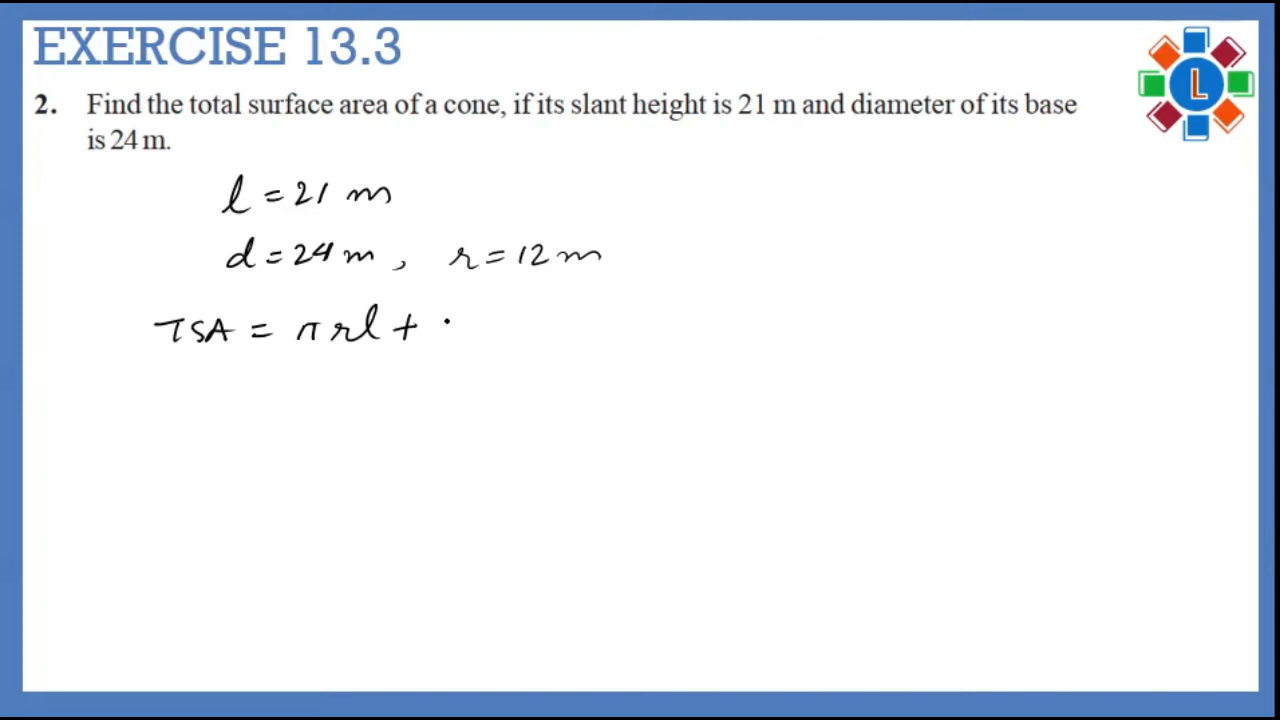 EXERCISE 13.3
L
2. Find the total surface area of a cone, if its slant height is 21 m and diameter of its base
is 24 m.
l = 21 m
d = 24 m , r = 12 m
TSA = π r l +